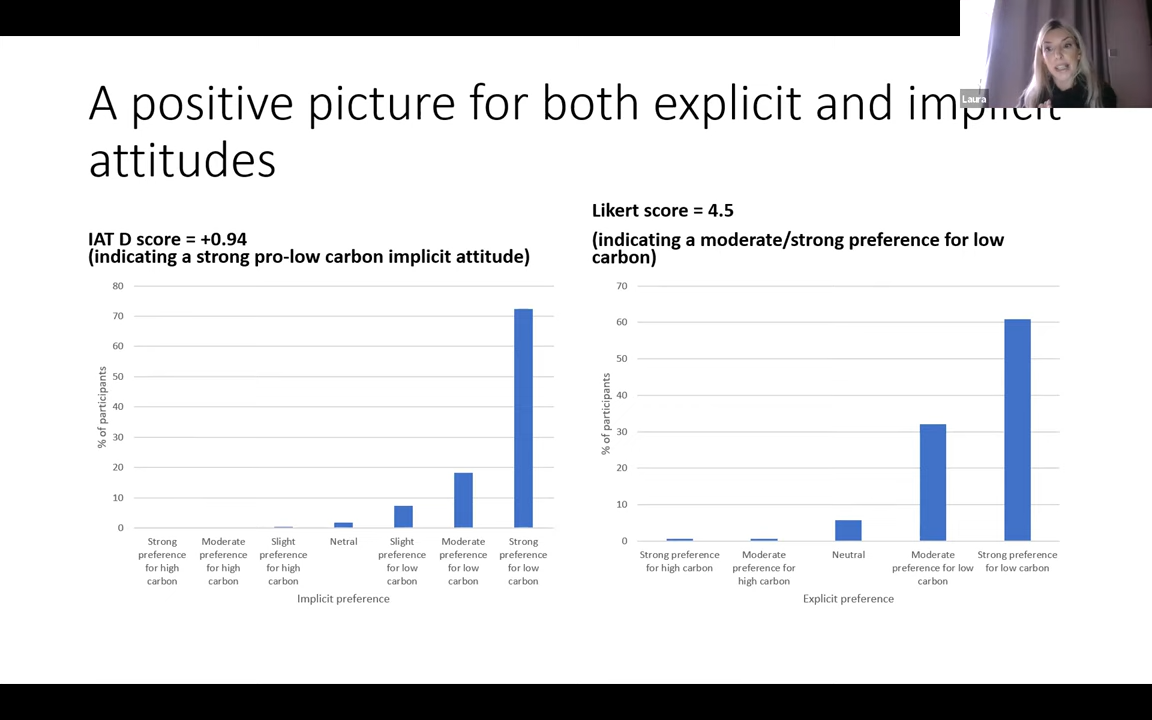 A positive picture for both explicit and implicit
attitudes
Laura
IAT D score = +0.94
(indicating a strong pro-low carbon implicit attitude)
80
70
60
50
40
30
20
10
0
% of participants
Strong preference for high carbon
Moderate preference for high carbon
Slight preference for high carbon
Netral
Slight preference for low carbon
Moderate preference for low carbon
Strong preference for low carbon
Implicit preference
Likert score = 4.5
(indicating a moderate/strong preference for low
carbon)
70
60
50
40
30
20
10
0
% of participants
Strong preference for high carbon
Moderate preference for high carbon
Neutral
Moderate preference for low carbon
Strong preference for low carbon
Explicit preference